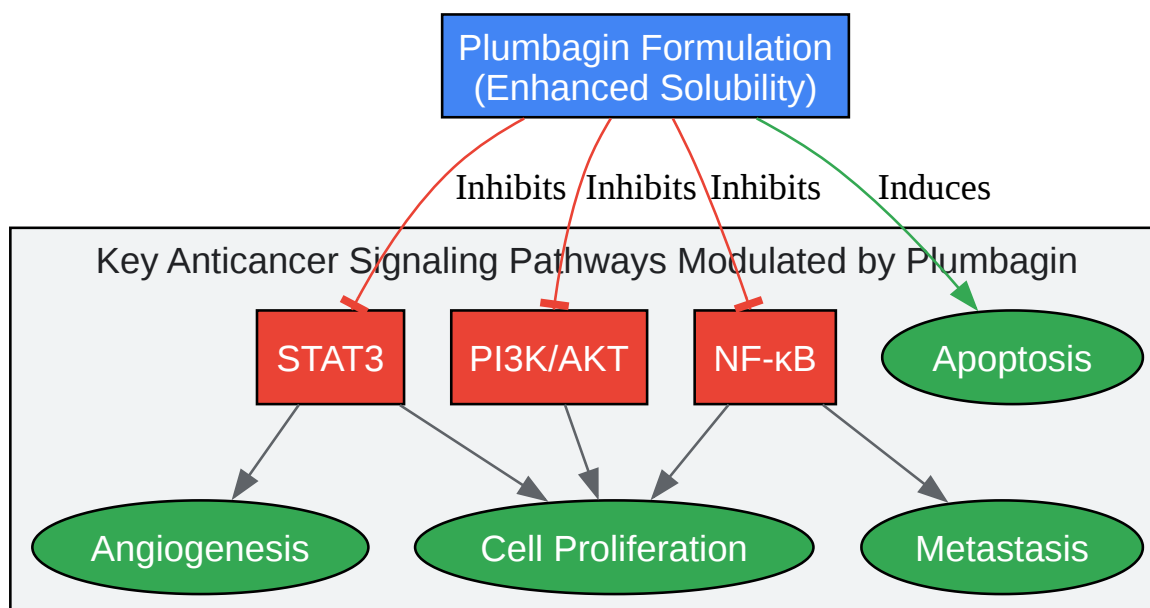 Plumbagin Formulation
(Enhanced Solubility)
Inhibits
Inhibits
Inhibits
Induces
Key Anticancer Signaling Pathways Modulated by Plumbagin
STAT3
PI3K/AKT
NF-κB
Apoptosis
Angiogenesis
Cell Proliferation
Metastasis